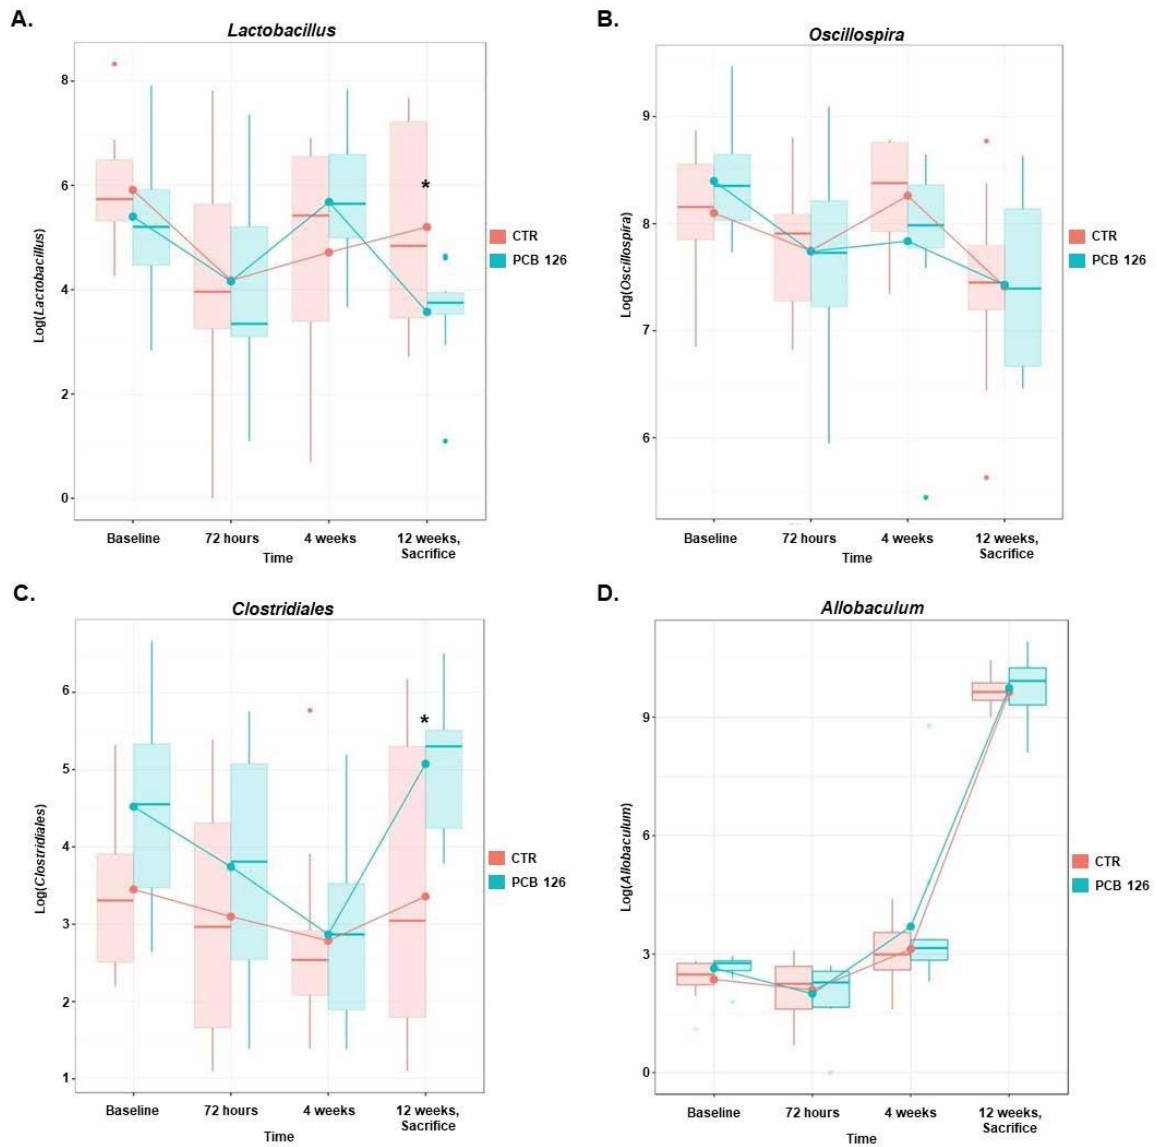 A.
Lactobacillus
8
6
4
2
0
Log(Lactobacillus)
*
Baseline
72 hours
4 weeks
12 weeks,
Sacrifice
Time
CTR
PCB 126
B.
Oscillospira
9
8
7
6
Log(Oscillospira)
Baseline
72 hours
4 weeks
12 weeks,
Sacrifice
Time
CTR
PCB 126
C.
Clostridiales
6
5
4
3
2
1
Log(Clostridiales)
*
Baseline
72 hours
4 weeks
12 weeks,
Sacrifice
Time
CTR
PCB 126
D.
Allobaculum
9
6
3
0
Log(Allobaculum)
Baseline
72 hours
4 weeks
12 weeks,
Sacrifice
Time
CTR
PCB 126